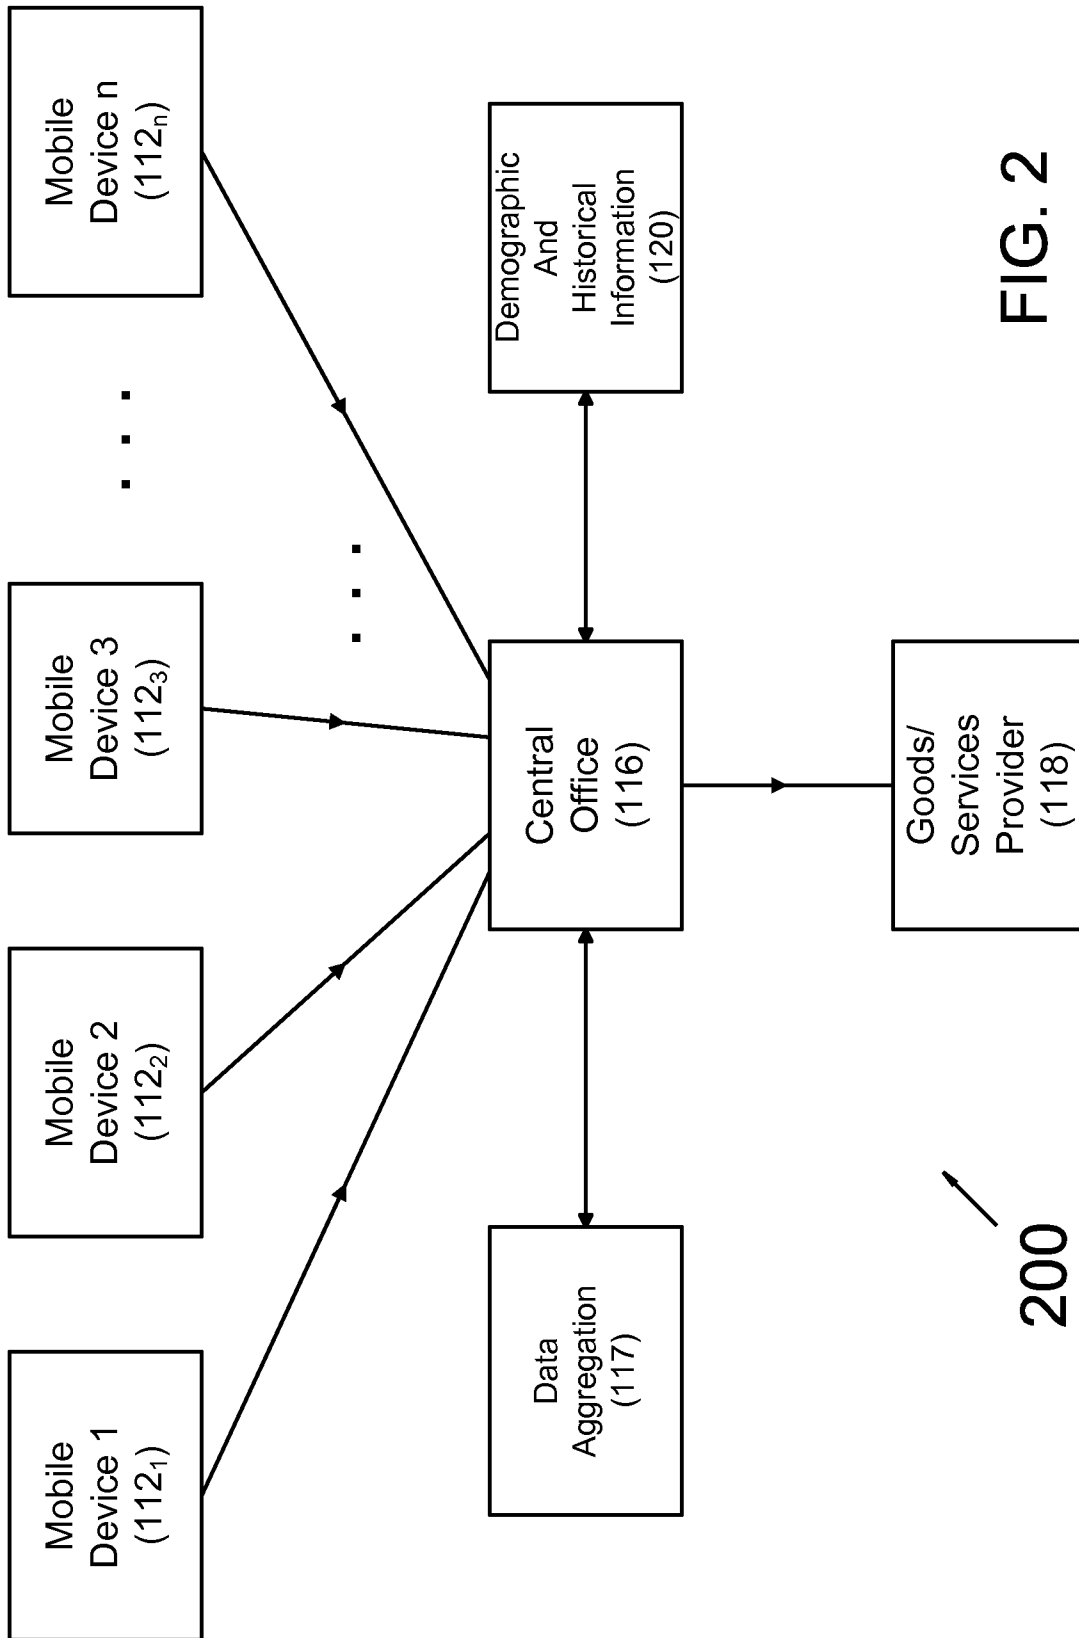 Mobile
Device 1
(112₁)
Mobile
Device 2
(112₂)
Mobile
Device 3
(112₃)
. . .
Mobile
Device n
(112ₙ)
. . .
Data
Aggregation
(117)
Central
Office
(116)
Demographic
And
Historical
Information
(120)
Goods/
Services
Provider
(118)
200
FIG. 2